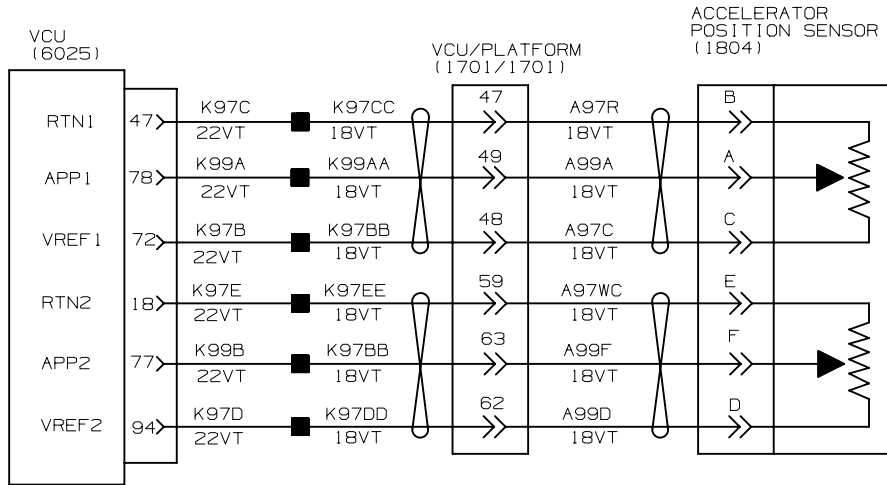 ACCELERATOR
POSITION SENSOR
(1804)
VCU
(6025)
VCU/PLATFORM
(1701/1701)
RTN1 47 K97C K97CC 47 A97R B
22VT 18VT 18VT
APP1 78 K99A K99AA 49 A99A A
22VT 18VT 18VT
VREF1 72 K97B K97BB 48 A97C C
22VT 18VT 18VT
RTN2 18 K97E K97EE 59 A97WC E
22VT 18VT 18VT
APP2 77 K99B K97BB 63 A99F F
22VT 18VT 18VT
VREF2 94 K97D K97DD 62 A99D D
22VT 18VT 18VT